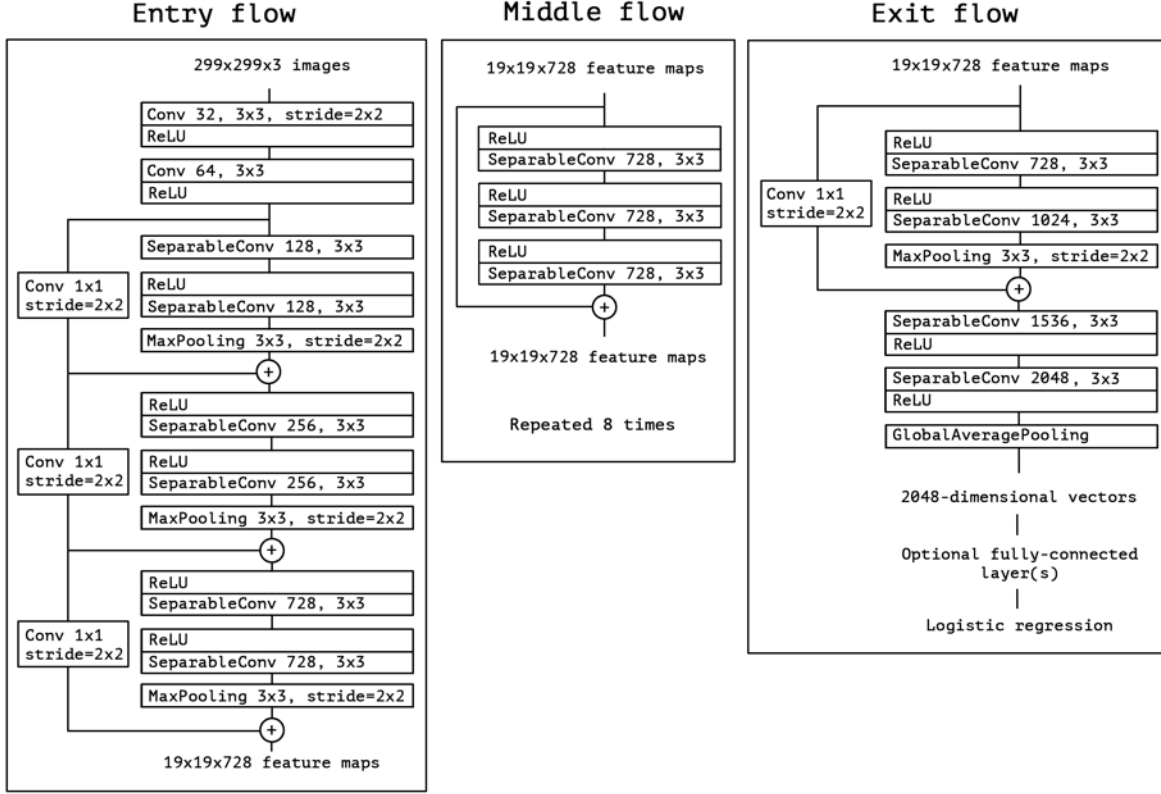 Entry flow
299x299x3 images
Conv 32, 3x3, stride=2x2
ReLU
Conv 64, 3x3
ReLU
SeparableConv 128, 3x3
Conv 1x1
stride=2x2
ReLU
SeparableConv 128, 3x3
MaxPooling 3x3, stride=2x2
+
ReLU
SeparableConv 256, 3x3
Conv 1x1
stride=2x2
ReLU
SeparableConv 256, 3x3
MaxPooling 3x3, stride=2x2
+
ReLU
SeparableConv 728, 3x3
Conv 1x1
stride=2x2
ReLU
SeparableConv 728, 3x3
MaxPooling 3x3, stride=2x2
+
19x19x728 feature maps
Middle flow
19x19x728 feature maps
ReLU
SeparableConv 728, 3x3
ReLU
SeparableConv 728, 3x3
ReLU
SeparableConv 728, 3x3
+
19x19x728 feature maps
Repeated 8 times
Exit flow
19x19x728 feature maps
ReLU
SeparableConv 728, 3x3
Conv 1x1
stride=2x2
ReLU
SeparableConv 1024, 3x3
MaxPooling 3x3, stride=2x2
+
SeparableConv 1536, 3x3
ReLU
SeparableConv 2048, 3x3
ReLU
GlobalAveragePooling
2048-dimensional vectors
Optional fully-connected
layer(s)
Logistic regression